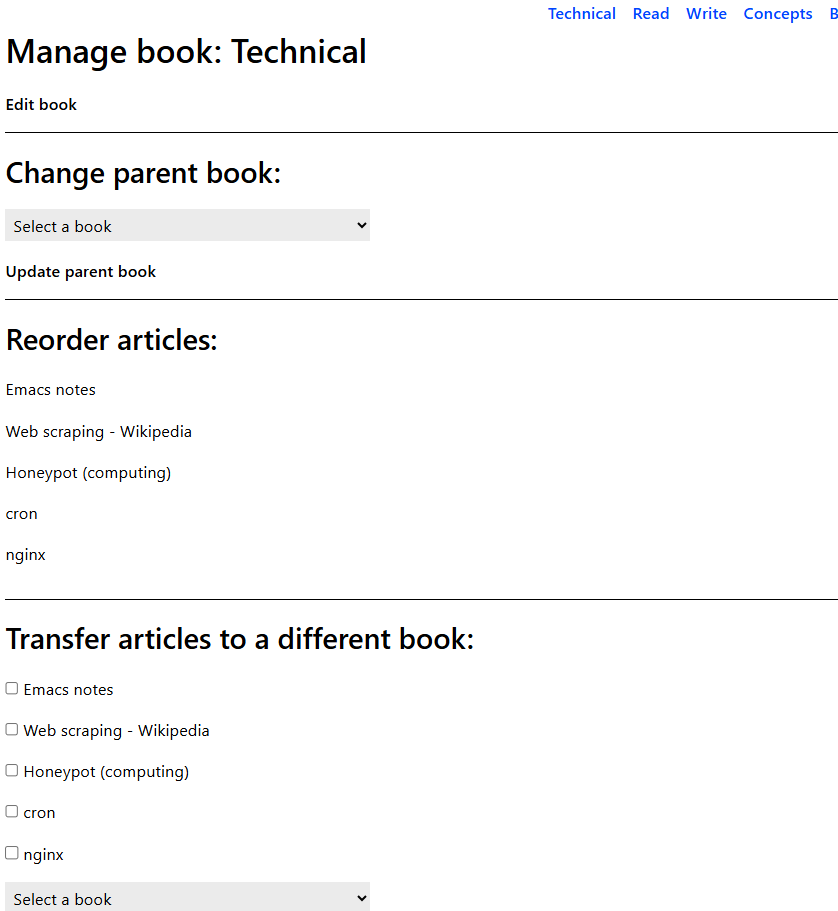 Technical Read Write Concepts B
Manage book: Technical
Edit book
Change parent book:
Select a book
Update parent book
Reorder articles:
Emacs notes
Web scraping - Wikipedia
Honeypot (computing)
cron
nginx
Transfer articles to a different book:
Emacs notes
Web scraping - Wikipedia
Honeypot (computing)
cron
nginx
Select a book